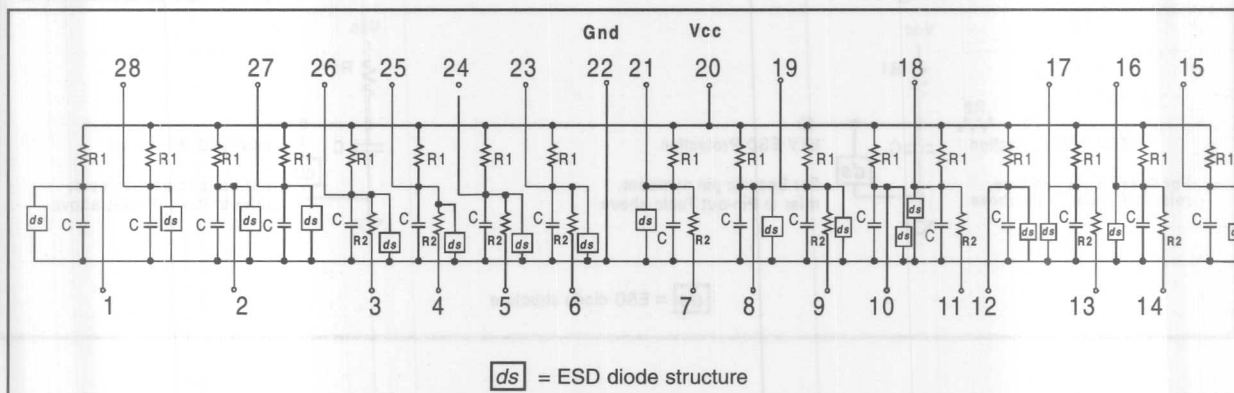 Gnd Vcc
28 27 26 25 24 23 22 21 20 19 18 17 16 15
R1 R1 R1 R1 R1 R1 R1 R1 R1 R1 R1 R1 R1 R1 R1 R1 R1
ds C C ds C ds C ds C R2 ds C R2 ds C R2 ds C R2 ds ds C R2 C ds C R2 ds C ds ds C R2 C ds ds C R2 ds C R2 C
1 2 3 4 5 6 7 8 9 10 11 12 13 14
ds = ESD diode structure